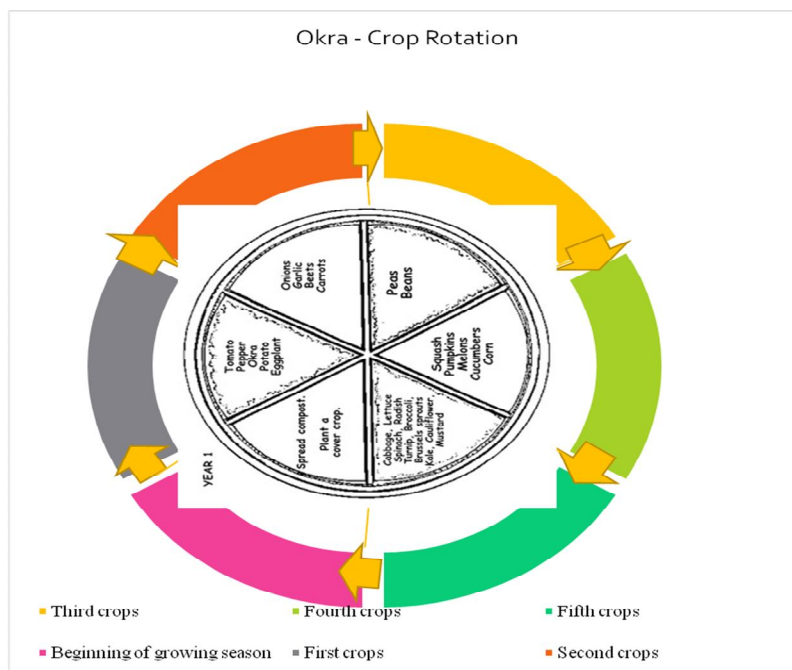 Okra - Crop Rotation
Onions
Garlic
Beets
Carrots
Peas
Beans
Tomato
Pepper
Okra
Potato
Eggplant
Squash
Pumpkins
Melons
Cucumbers
Corn
Spread compost.
Plant a
cover crop.
Cabbage, Lettuce
Spinach, Radish
Turnip, Broccoli,
Brussels sprouts
Kale, Cauliflower,
Mustard
YEAR 1
Third crops
Fourth crops
Fifth crops
Beginning of growing season
First crops
Second crops